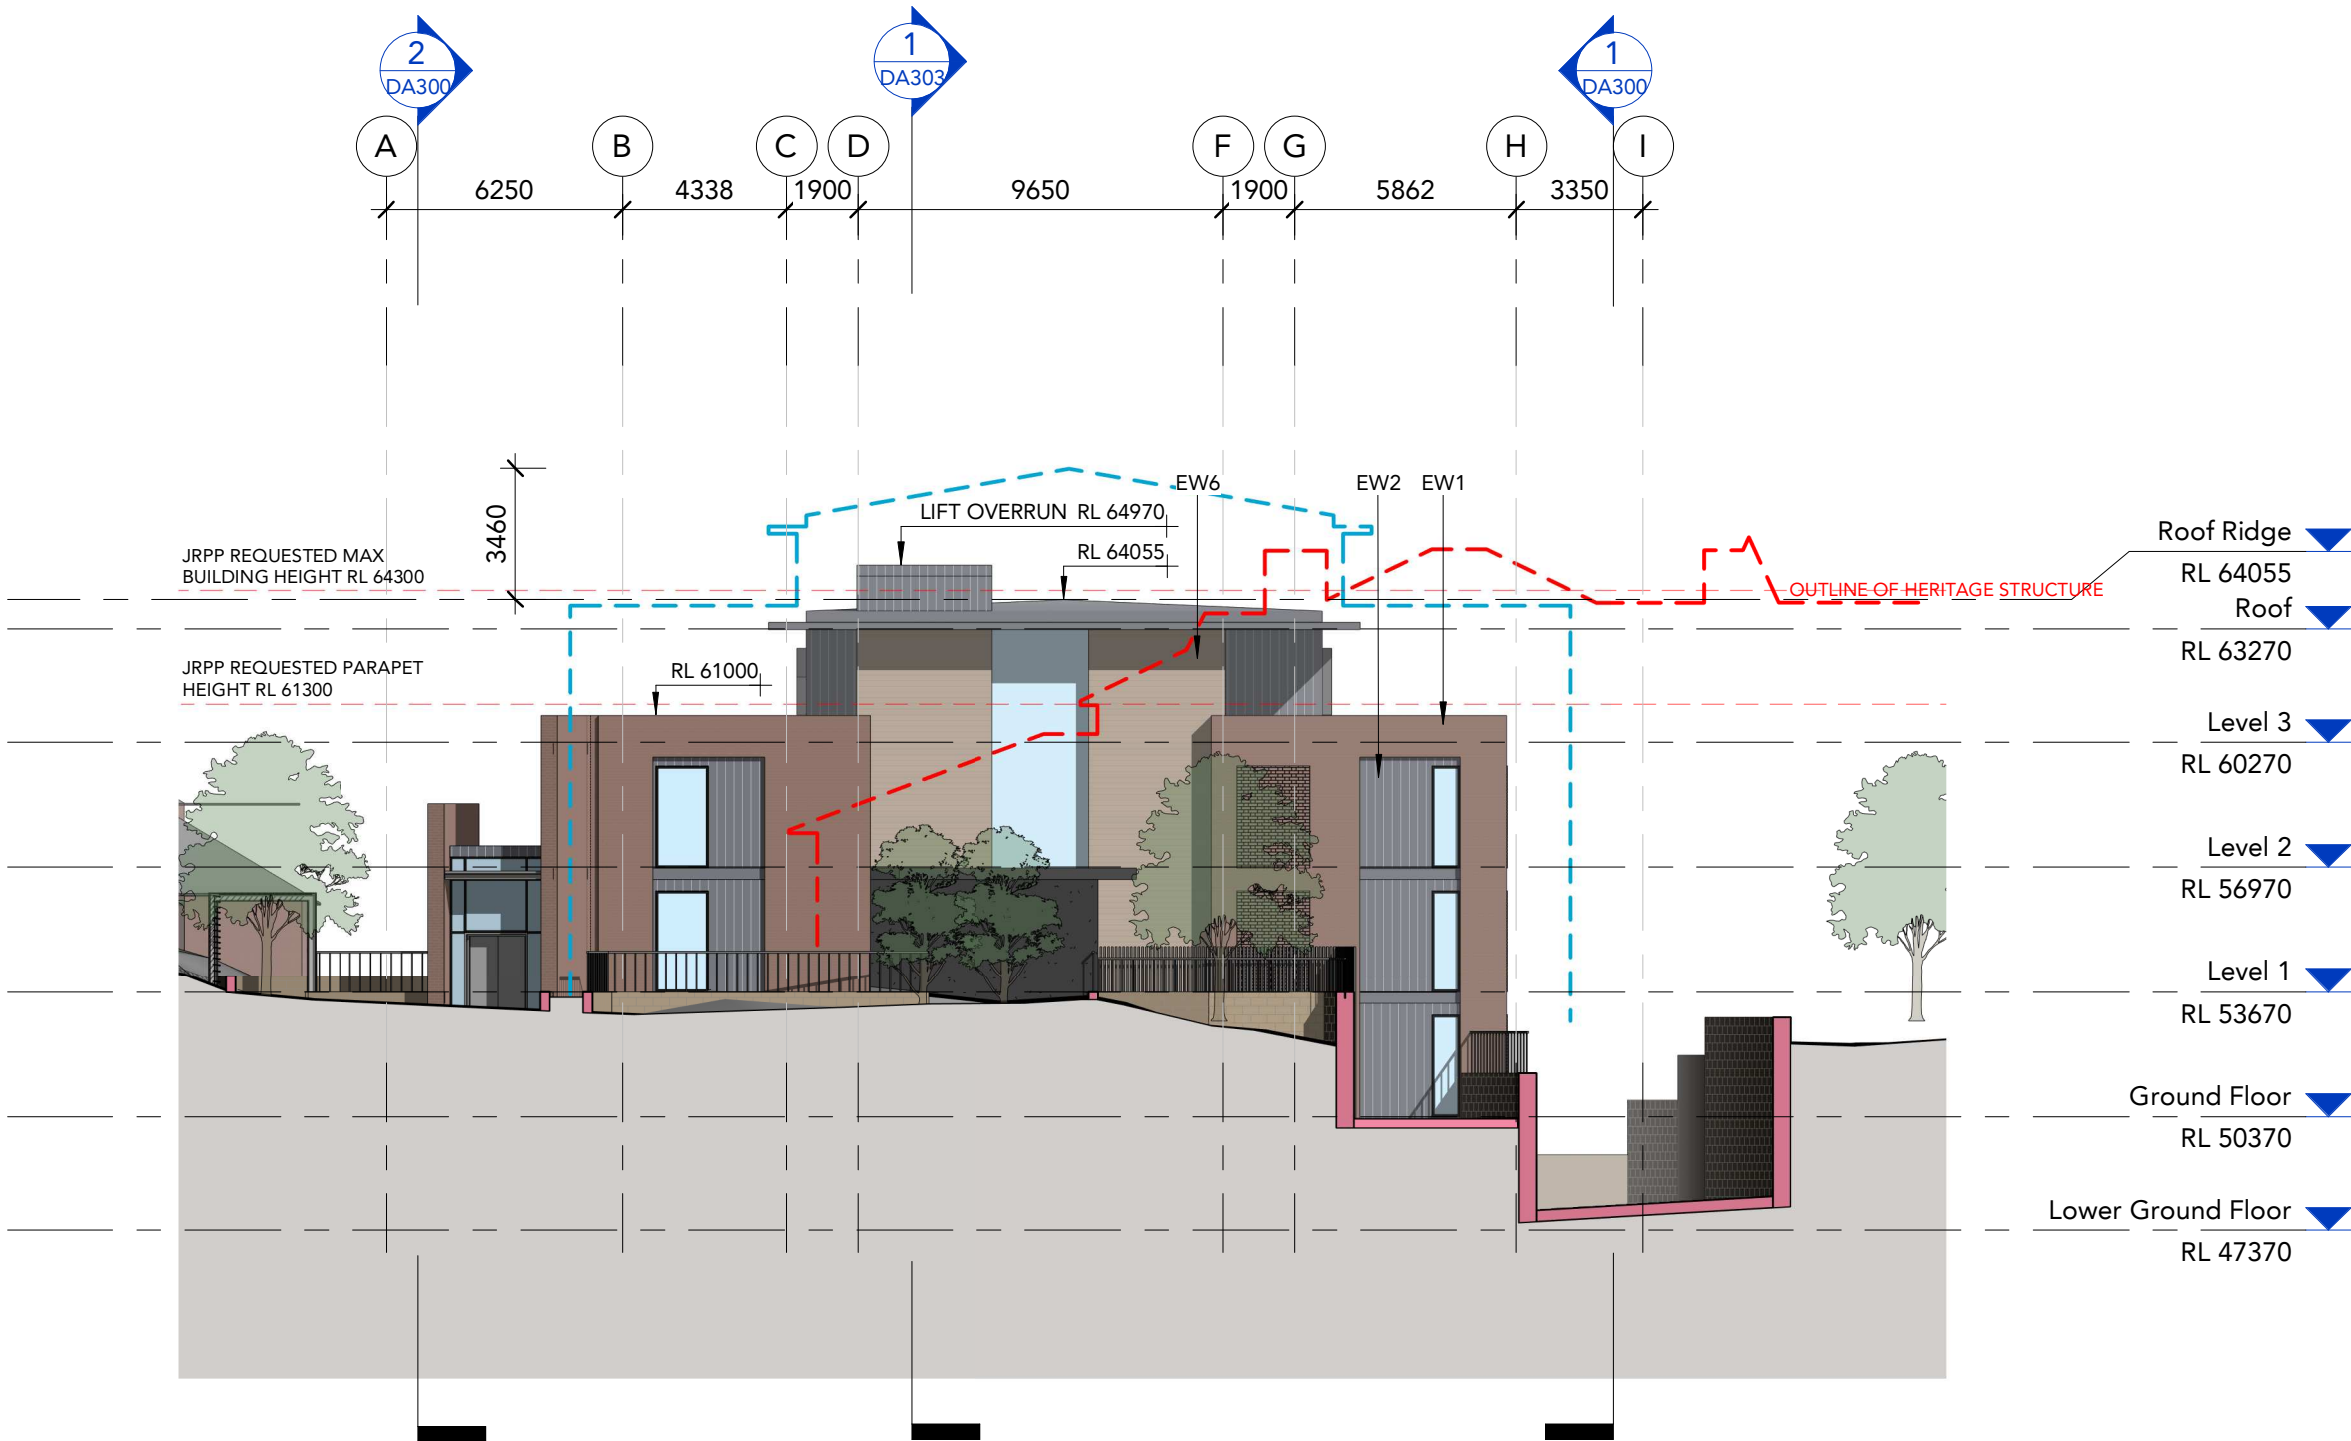 2
DA300
1
DA303
1
DA300
A
B
C
D
F
G
H
I
6250
4338
1900
9650
1900
5862
3350
3460
EW6
EW2
EW1
LIFT OVERRUN RL 64970
RL 64055
JRPP REQUESTED MAX
BUILDING HEIGHT RL 64300
OUTLINE OF HERITAGE STRUCTURE
JRPP REQUESTED PARAPET
HEIGHT RL 61300
RL 61000
Roof Ridge
RL 64055
Roof
RL 63270
Level 3
RL 60270
Level 2
RL 56970
Level 1
RL 53670
Ground Floor
RL 50370
Lower Ground Floor
RL 47370